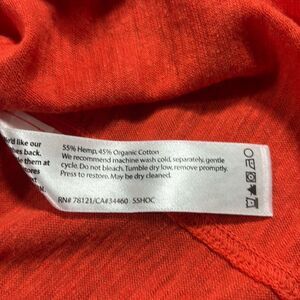 'd like our
hes back.
e them at
ores
55% Hemp, 45% Organic Cotton
We recommend machine wash cold, separately, gentle
cycle. Do not bleach. Tumble dry low, remove promptly.
Press to restore. May be dry cleaned.
RN# 78121/CA#34460 55HOC